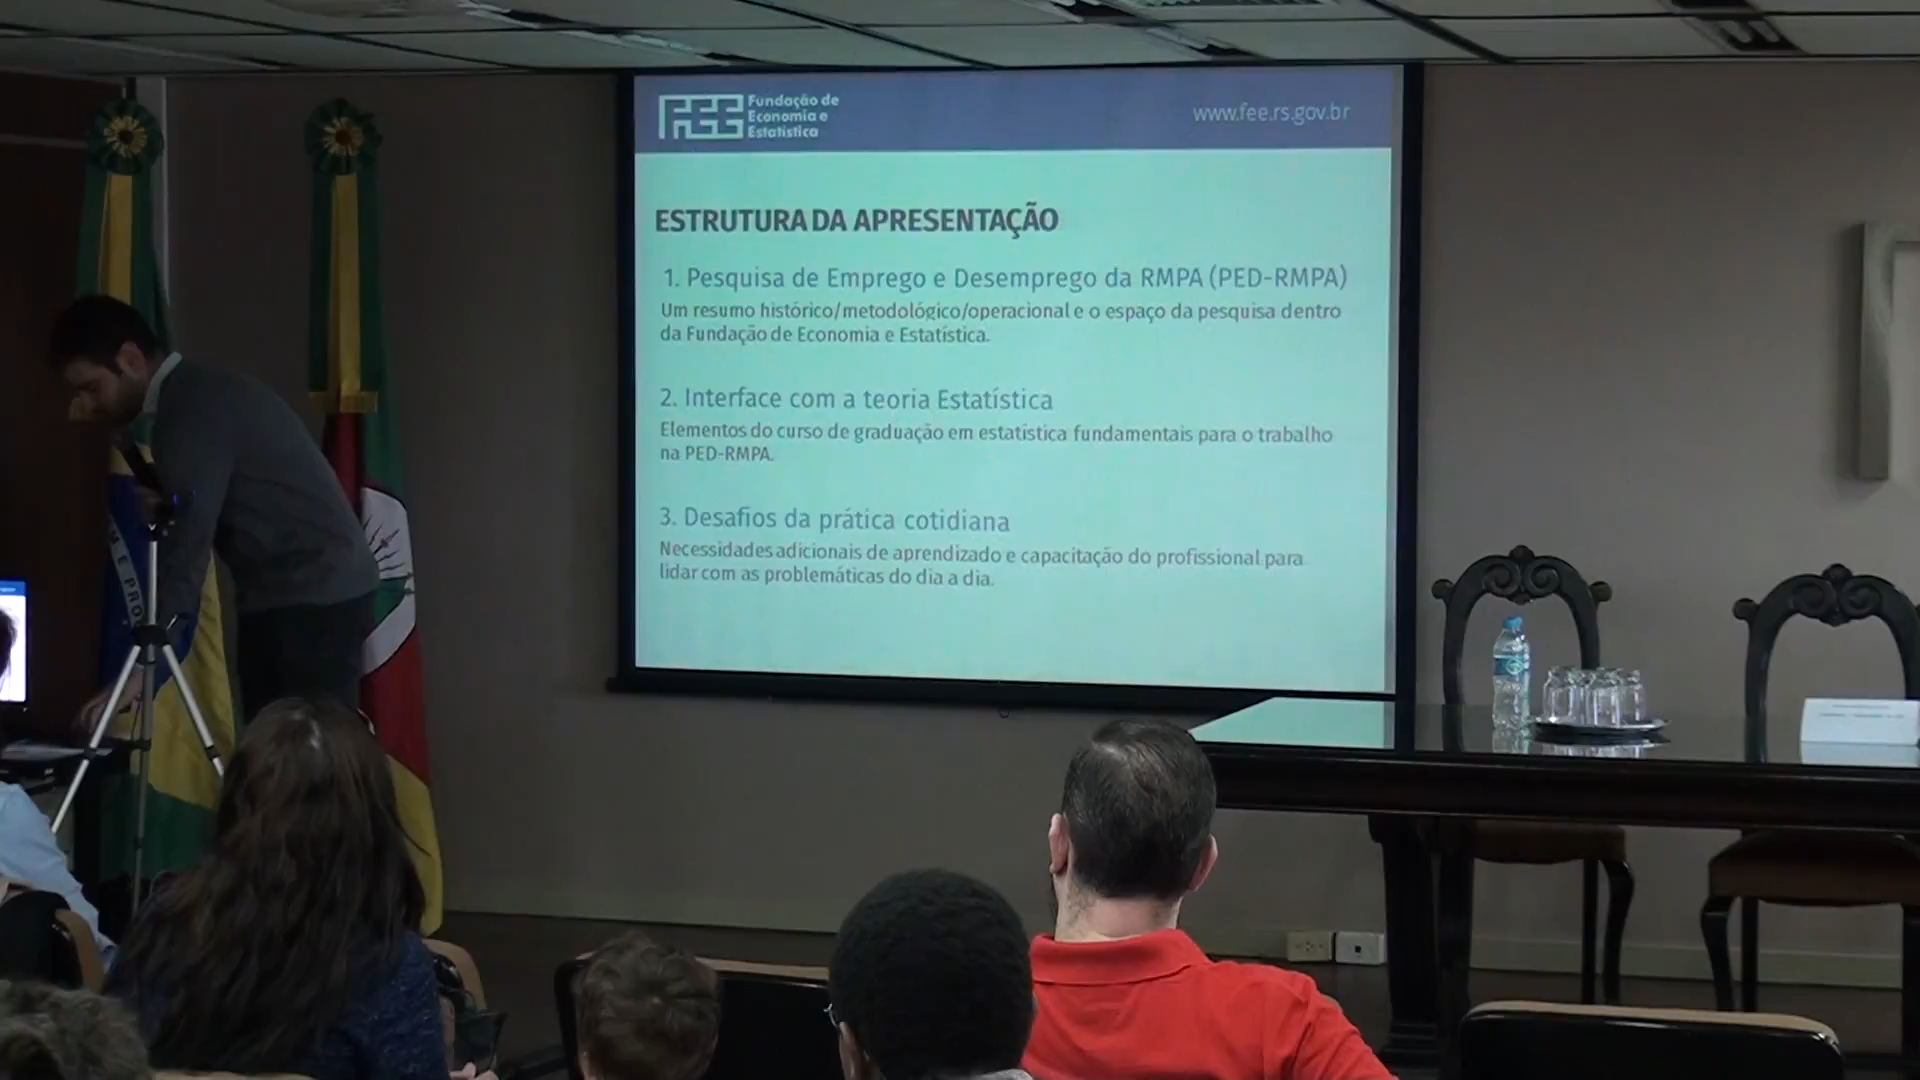 Fundação de
Economia e
Estatística
www.fee.rs.gov.br
ESTRUTURA DA APRESENTAÇÃO
1. Pesquisa de Emprego e Desemprego da RMPA (PED-RMPA)
Um resumo histórico/metodológico/operacional e o espaço da pesquisa dentro
da Fundação de Economia e Estatística.
2. Interface com a teoria Estatística
Elementos do curso de graduação em estatística fundamentais para o trabalho
na PED-RMPA.
3. Desafios da prática cotidiana
Necessidades adicionais de aprendizado e capacitação do profissional para
lidar com as problemáticas do dia a dia.
M E PRO